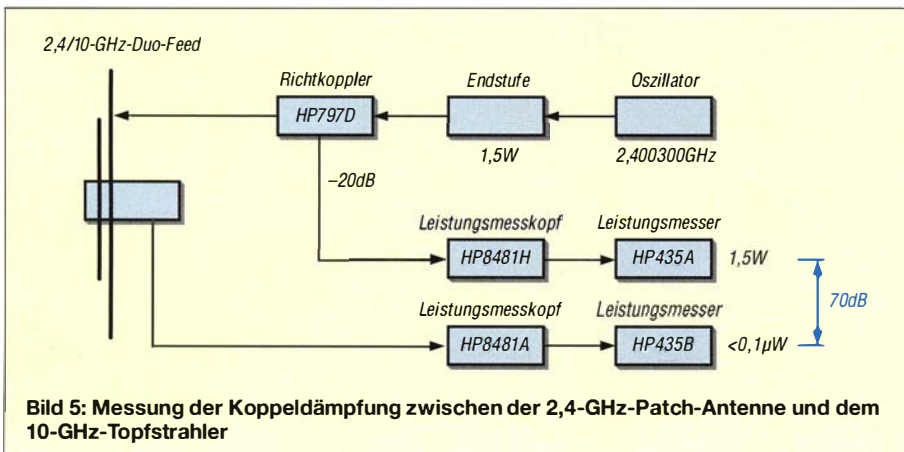 2,4/10-GHz-Duo-Feed
Richtkoppler
Endstufe
Oszillator
HP797D
1,5W
2,400300GHz
–20dB
Leistungsmesskopf
Leistungsmesser
HP8481H
HP435A
1,5W
70dB
Leistungsmesskopf
Leistungsmesser
HP8481A
HP435B
<0,1µW
Bild 5: Messung der Koppeldämpfung zwischen der 2,4-GHz-Patch-Antenne und dem
10-GHz-Topfstrahler